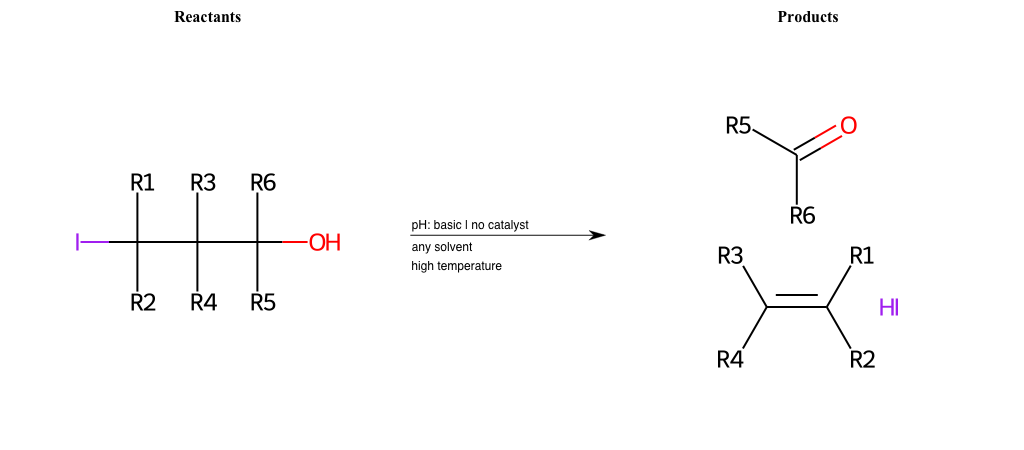 Reactants
Products
R5
O
R6
R1
R3
R6
I
OH
R2
R4
R5
pH: basic | no catalyst
any solvent
high temperature
R3
R1
HI
R4
R2